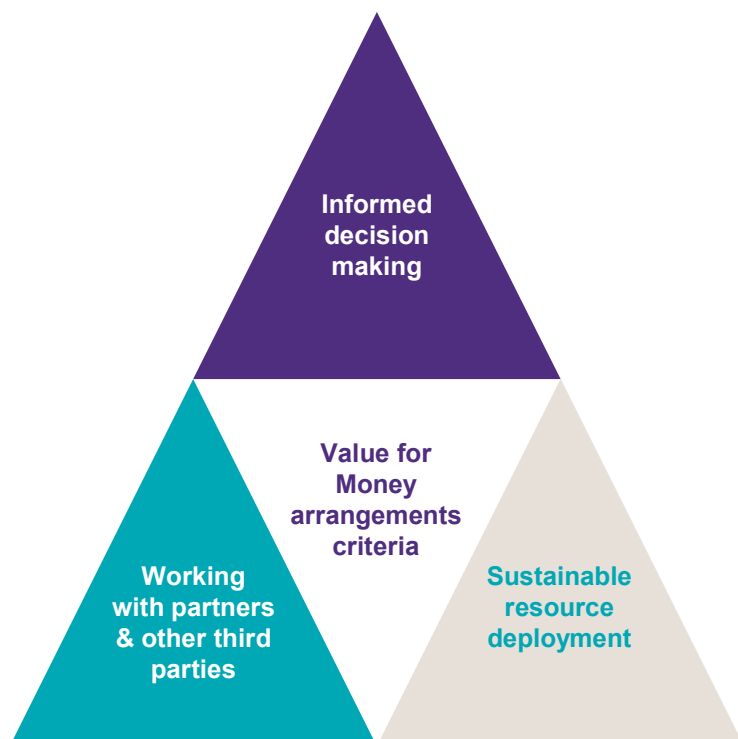 Informed
decision
making
Value for
Money
arrangements
criteria
Working
with partners
& other third
parties
Sustainable
resource
deployment